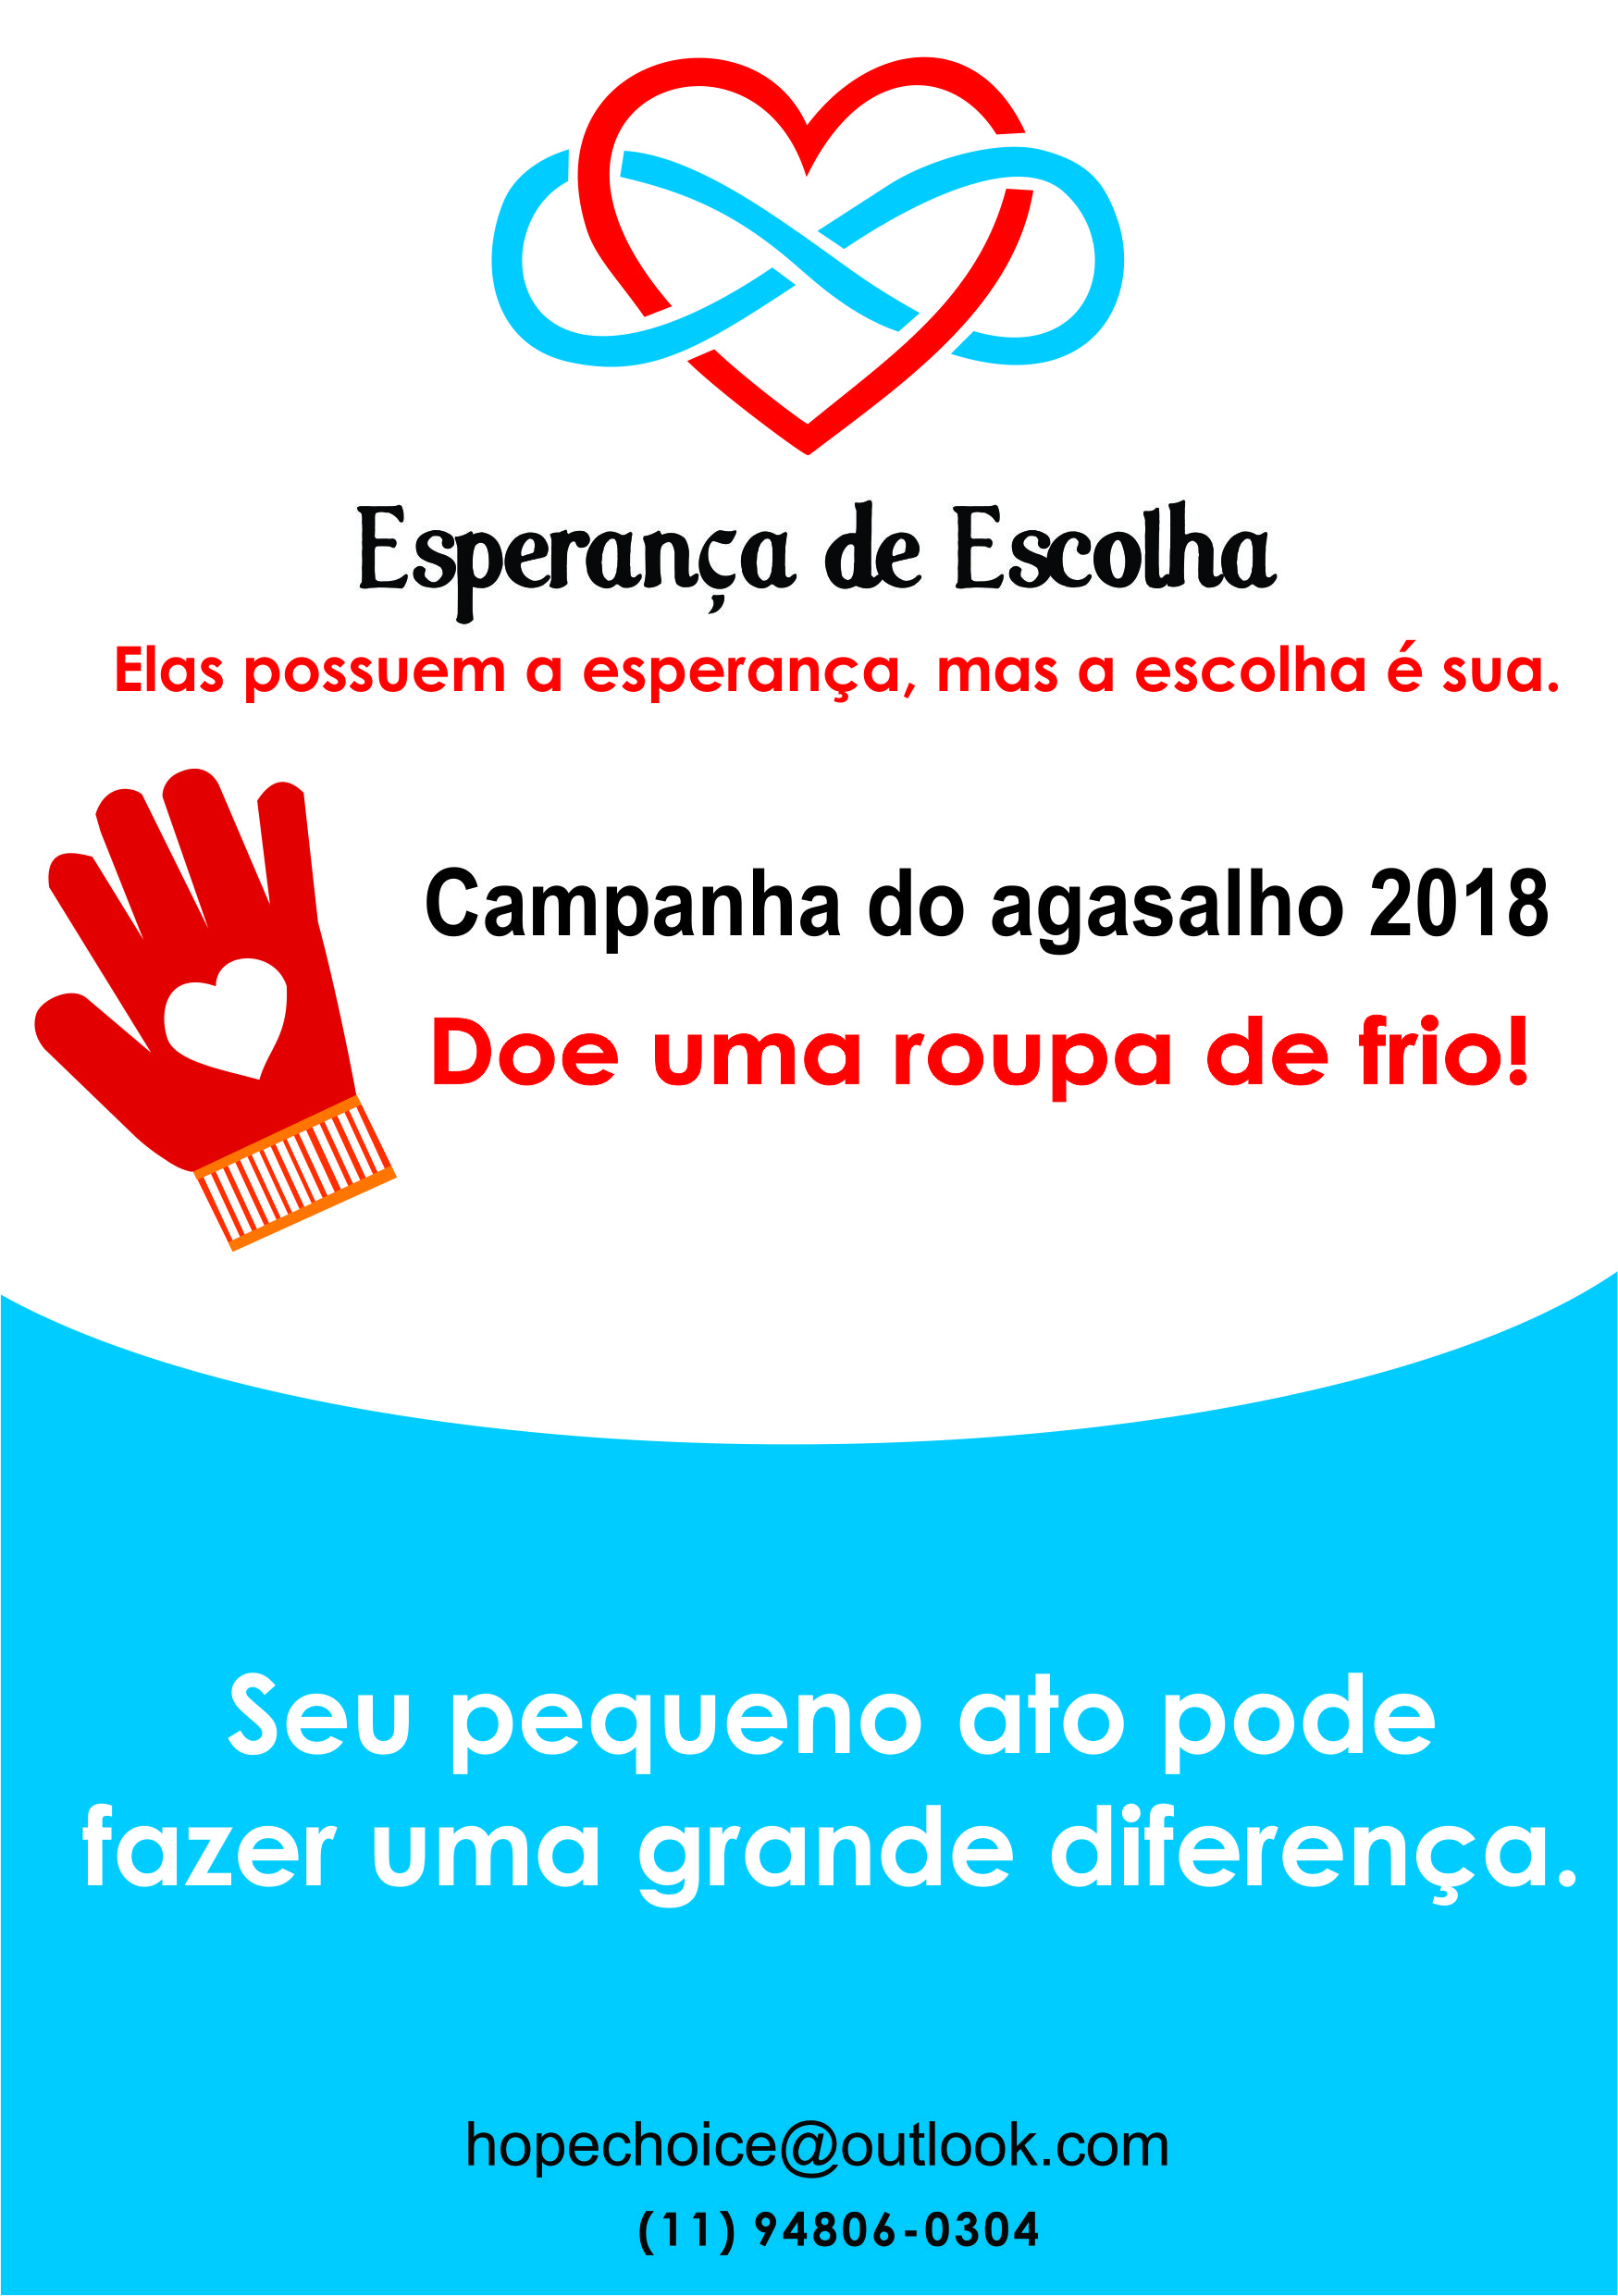 Esperança de Escolha
Elas possuem a esperança, mas a escolha é sua.
Campanha do agasalho 2018
Doe uma roupa de frio!
Seu pequeno ato pode
fazer uma grande diferença.
hopechoice@outlook.com
(11) 94806-0304